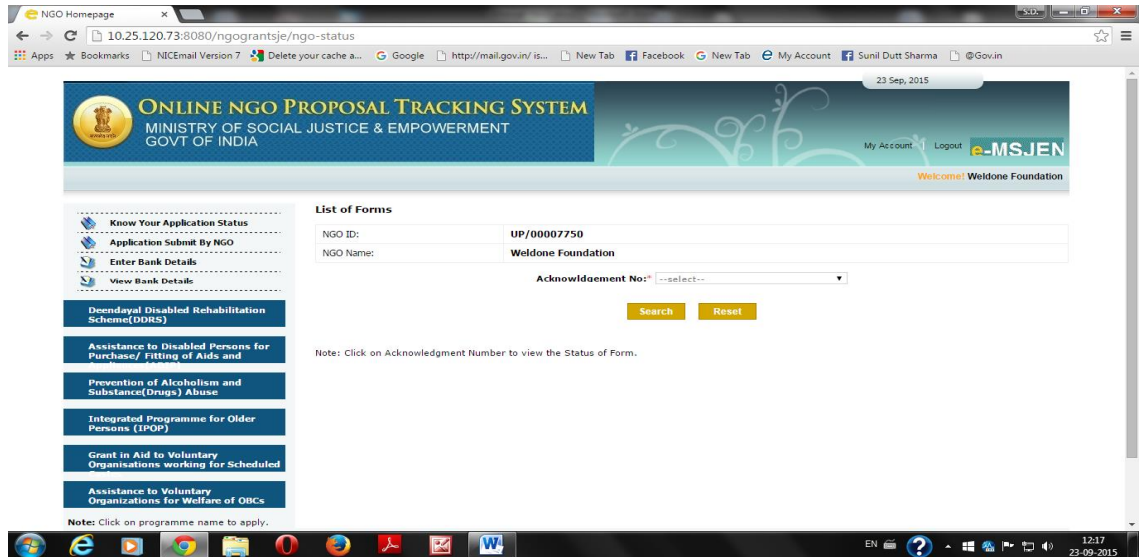 NGO Homepage
S.D.
10.25.120.73:8080/ngograntsje/ngo-status
Apps Bookmarks NICEmail Version 7 Delete your cache a... Google http://mail.gov.in/ is... New Tab Facebook New Tab My Account Sunil Dutt Sharma @Gov.in
23 Sep, 2015
ONLINE NGO PROPOSAL TRACKING SYSTEM
MINISTRY OF SOCIAL JUSTICE & EMPOWERMENT
GOVT OF INDIA
My Account Logout e-MSJEN
Welcome! Weldone Foundation
Know Your Application Status
Application Submit By NGO
Enter Bank Details
View Bank Details
Deendayal Disabled Rehabilitation
Scheme(DDRS)
Assistance to Disabled Persons for
Purchase/ Fitting of Aids and
Prevention of Alcoholism and
Substance(Drugs) Abuse
Integrated Programme for Older
Persons (IPOP)
Grant in Aid to Voluntary
Organisations working for Scheduled
Assistance to Voluntary
Organizations for Welfare of OBCs
Note: Click on programme name to apply.
List of Forms
NGO ID: UP/00007750
NGO Name: Weldone Foundation
Acknowldgement No:* --select--
Search Reset
Note: Click on Acknowledgment Number to view the Status of Form.
EN 12:17
23-09-2015